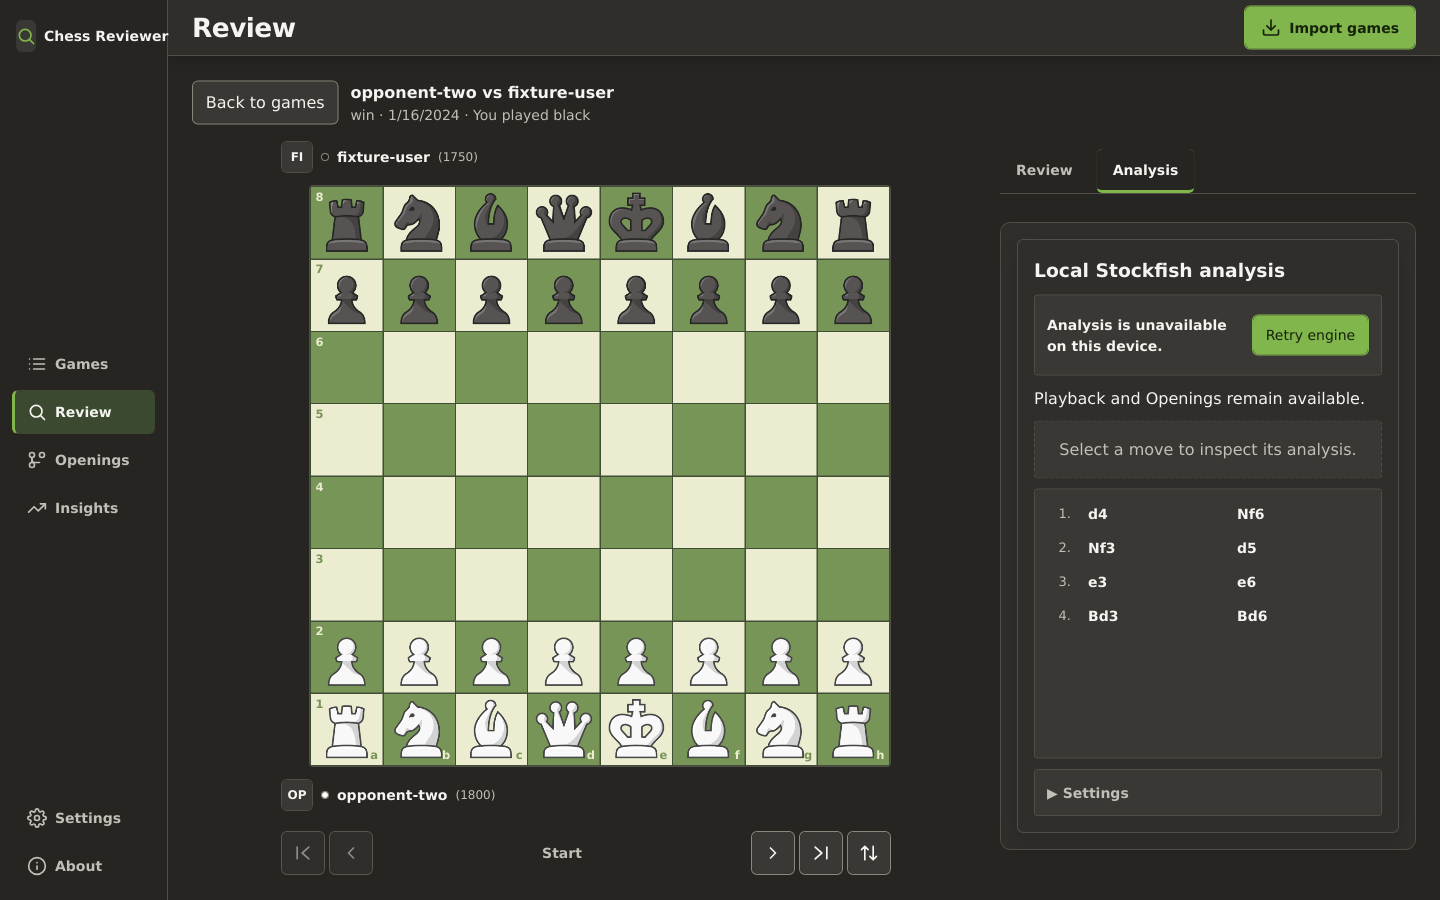 Chess Reviewer
Review
Import games
Back to games
opponent-two vs fixture-user
win · 1/16/2024 · You played black
FI fixture-user (1750)
Review Analysis
8
7
6
5
4
3
2
1
a b c d e f g h
Games
Review
Openings
Insights
Settings
About
Local Stockfish analysis
Analysis is unavailable
on this device.
Retry engine
Playback and Openings remain available.
Select a move to inspect its analysis.
1. d4 Nf6
2. Nf3 d5
3. e3 e6
4. Bd3 Bd6
▶ Settings
OP opponent-two (1800)
Start